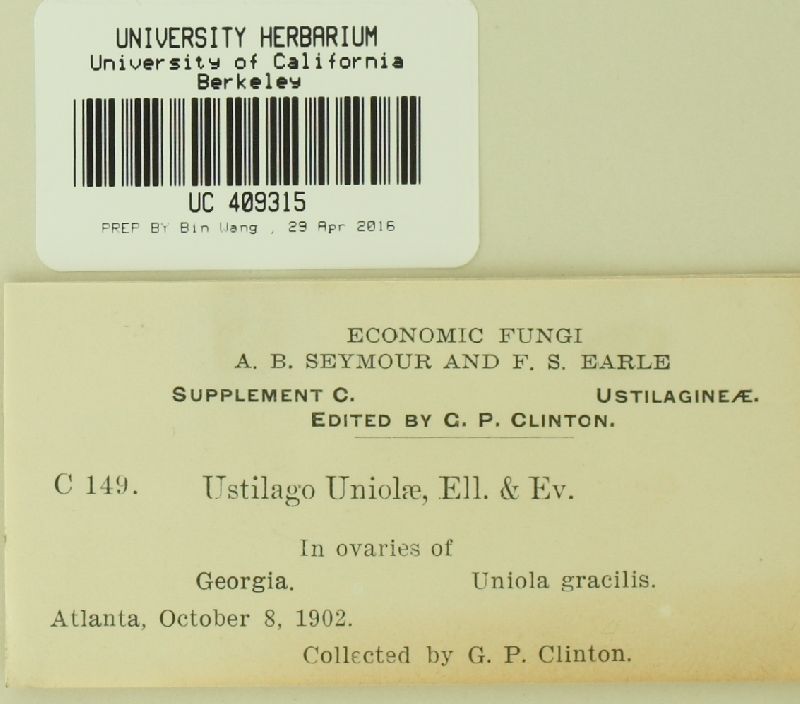 UNIVERSITY HERBARIUM
University of California
Berkeley
UC 409315
PREP BY Bin Wang , 29 Apr 2016
ECONOMIC FUNGI
A. B. SEYMOUR AND F. S. EARLE
SUPPLEMENT C. USTILAGINEÆ.
EDITED BY G. P. CLINTON.
C 149. Ustilago Uniolæ, Ell. & Ev.
In ovaries of
Georgia. Uniola gracilis.
Atlanta, October 8, 1902.
Collected by G. P. Clinton.